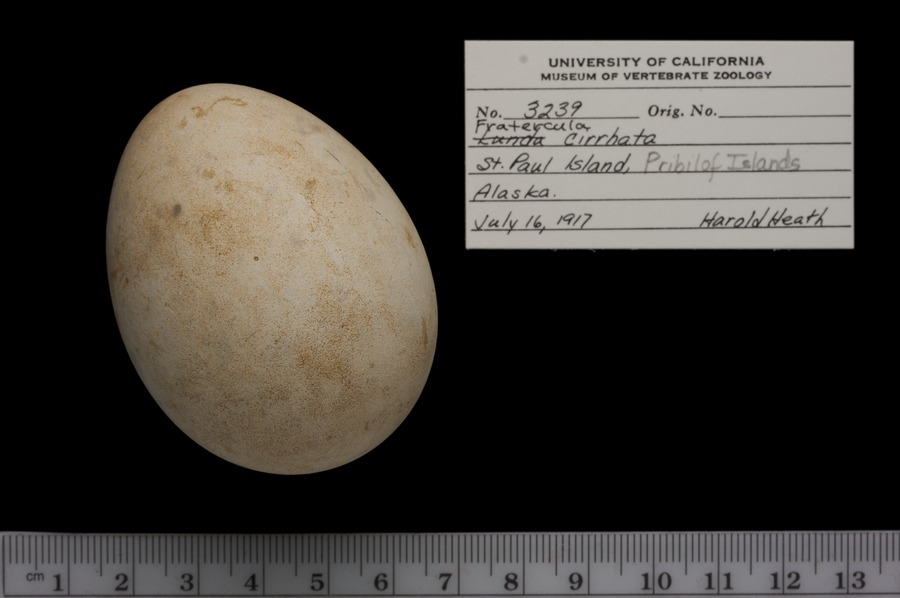 UNIVERSITY OF CALIFORNIA
MUSEUM OF VERTEBRATE ZOOLOGY
No. 3239 Orig. No.
Fratercula
Lunda Cirrhata
St. Paul Island, Pribilof Islands
Alaska.
July 16, 1917 Harold Heath
cm 1 2 3 4 5 6 7 8 9 10 11 12 13